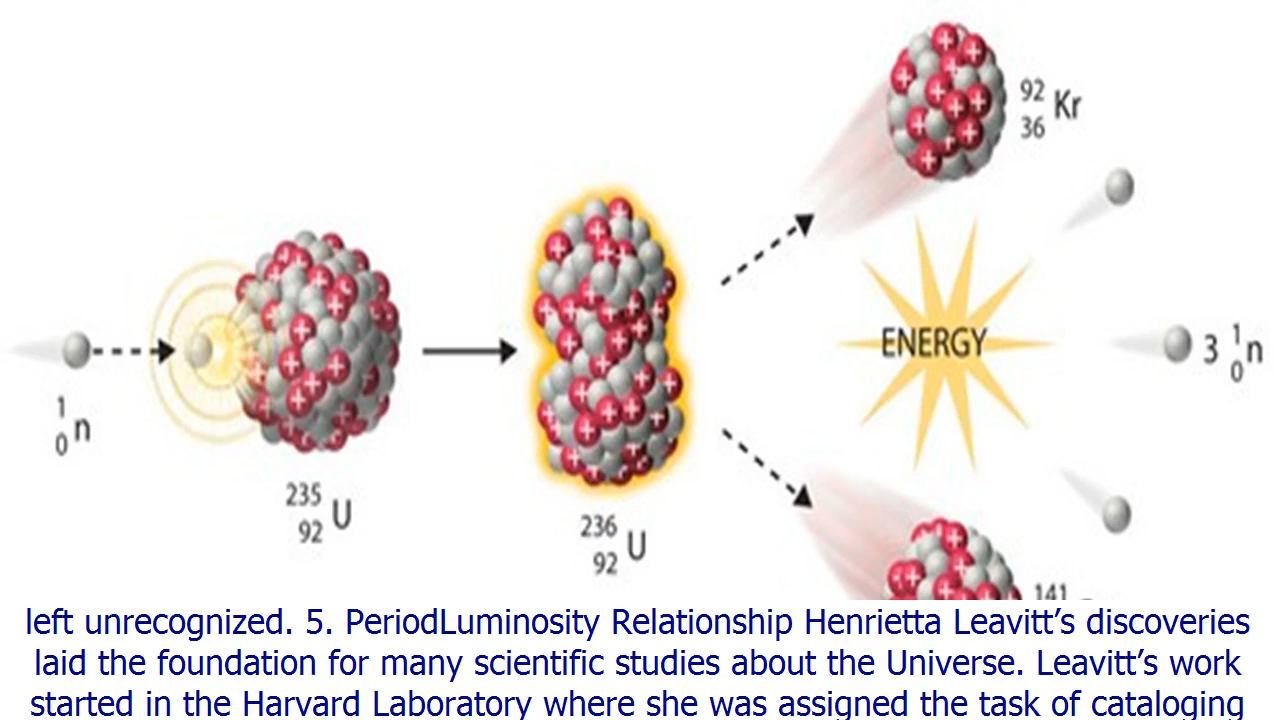 92
36 Kr
ENERGY
3 1
0 n
1
0 n
235
92 U
236
92 U
141
left unrecognized. 5. PeriodLuminosity Relationship Henrietta Leavitt’s discoveries
laid the foundation for many scientific studies about the Universe. Leavitt’s work
started in the Harvard Laboratory where she was assigned the task of cataloging